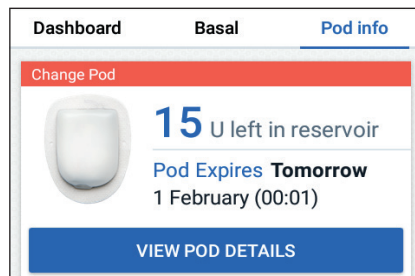 Dashboard Basal Pod info
Change Pod
15 U left in reservoir
Pod Expires Tomorrow
1 February (00:01)
VIEW POD DETAILS